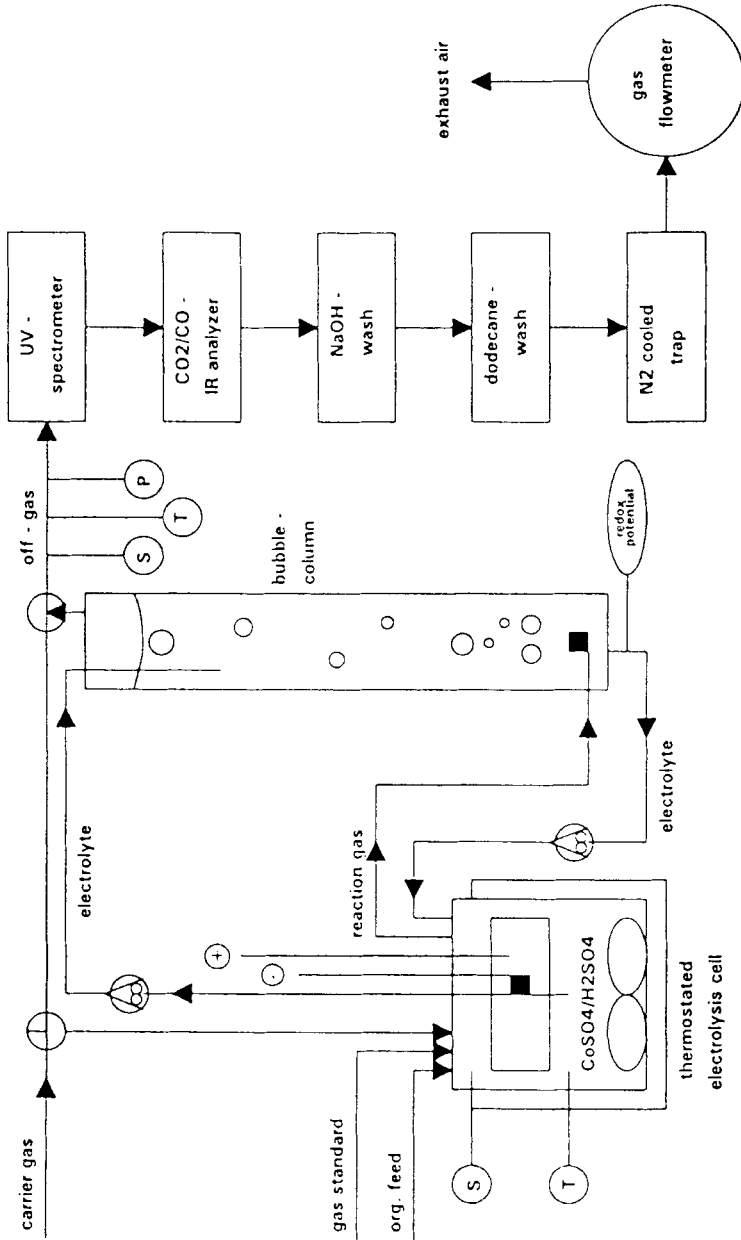 carrier gas
gas standard
org. feed
S
T
electrolyte
+
-
reaction gas
CoSO4/H2SO4
thermostated
electrolysis cell
electrolyte
off - gas
S
T
P
bubble -
column
redox
potential
UV -
spectrometer
CO2/CO -
IR analyzer
NaOH -
wash
dodecane -
wash
N2 cooled
trap
exhaust air
gas
flowmeter